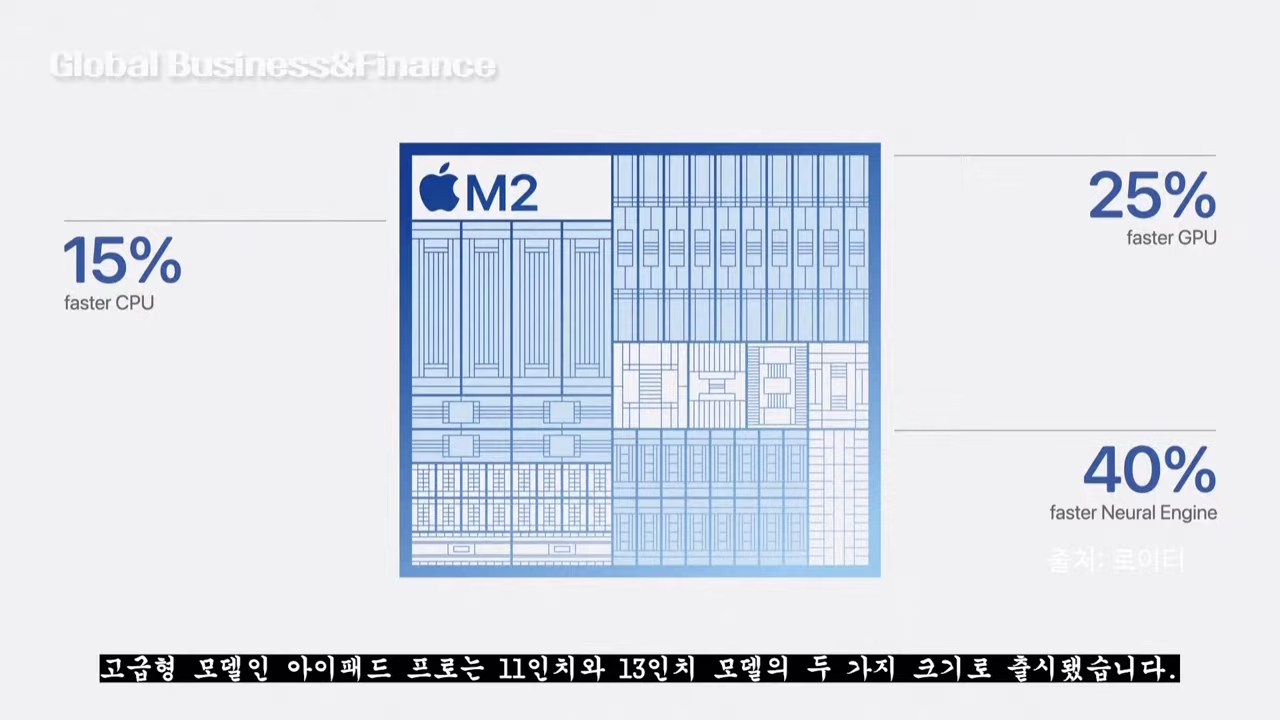 Global Business&Finance
M2
15%
faster CPU
25%
faster GPU
40%
faster Neural Engine
출처: 로이터
고급형 모델인 아이패드 프로는 11인치와 13인치 모델의 두 가지 크기로 출시됐습니다.